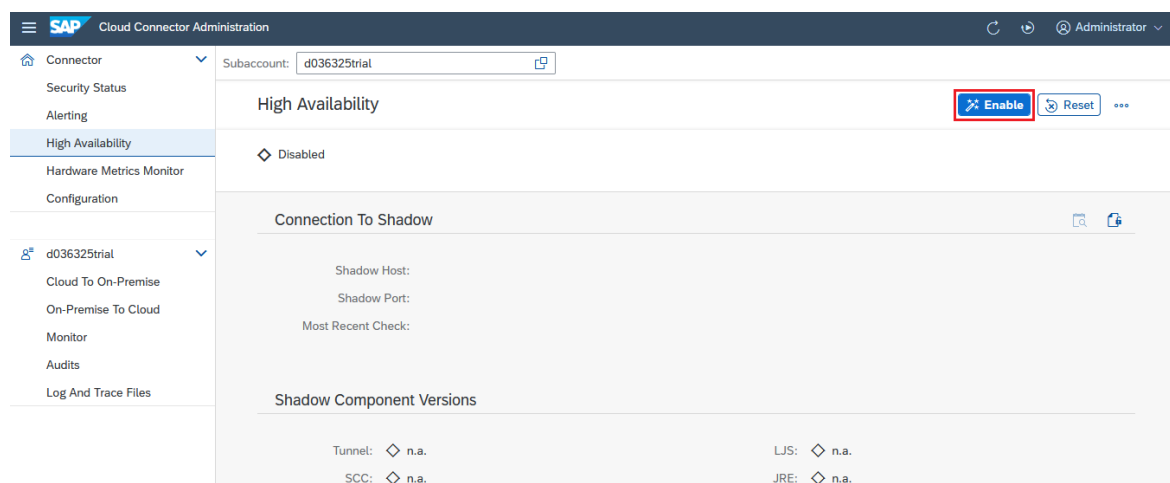 SAP Cloud Connector Administration
Administrator
Connector
Security Status
Alerting
High Availability
Hardware Metrics Monitor
Configuration
d036325trial
Cloud To On-Premise
On-Premise To Cloud
Monitor
Audits
Log And Trace Files
Subaccount: d036325trial
High Availability
Enable
Reset
Disabled
Connection To Shadow
Shadow Host:
Shadow Port:
Most Recent Check:
Shadow Component Versions
Tunnel: n.a.
LJS: n.a.
SCC: n.a.
JRE: n.a.